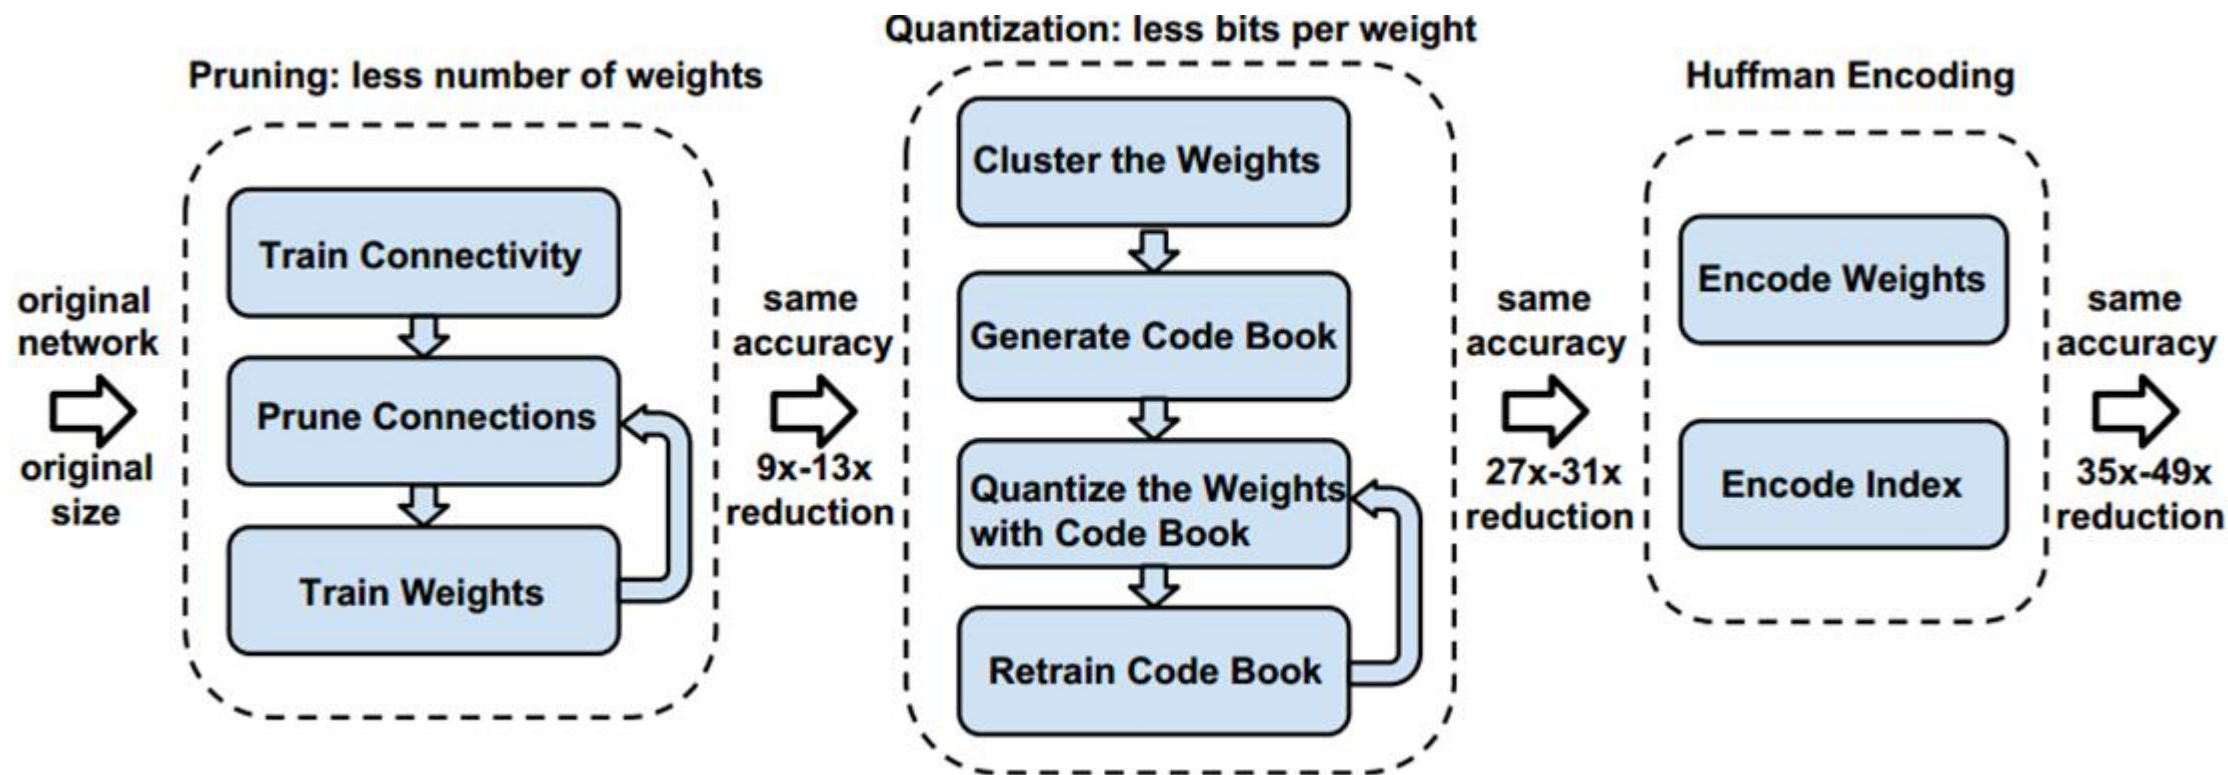 Quantization: less bits per weight
Pruning: less number of weights
Huffman Encoding
original
network
original
size
Train Connectivity
Prune Connections
Train Weights
same
accuracy
9x-13x
reduction
Cluster the Weights
Generate Code Book
Quantize the Weights
with Code Book
Retrain Code Book
same
accuracy
27x-31x
reduction
Encode Weights
Encode Index
same
accuracy
35x-49x
reduction